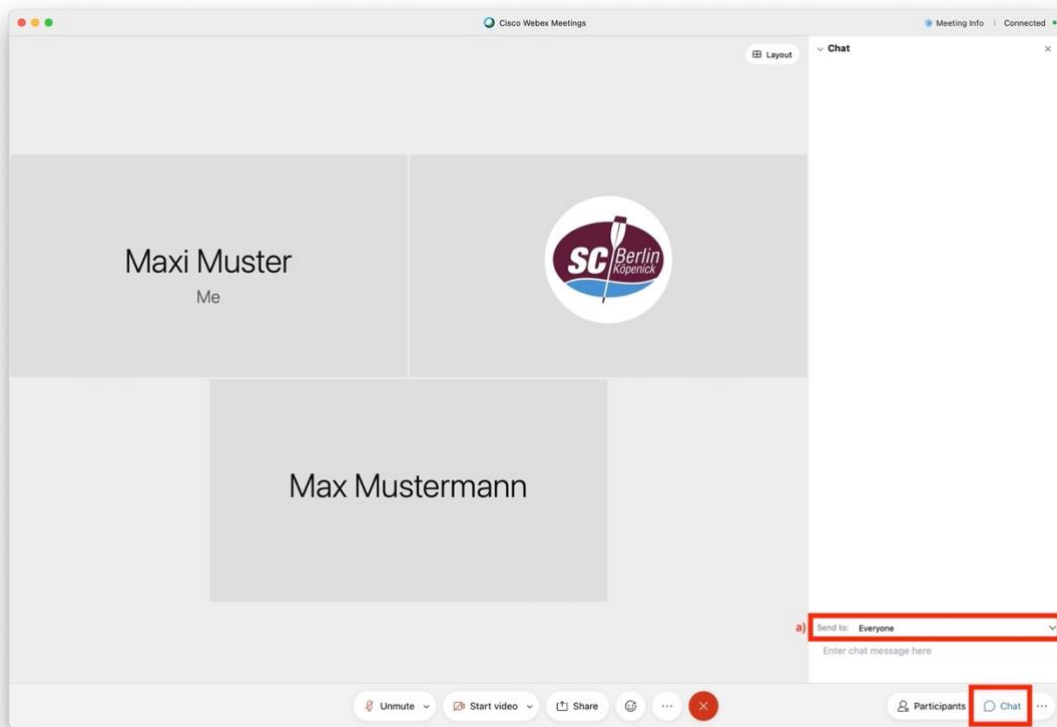 Cisco Webex Meetings
Meeting Info | Connected
Layout
Chat
Maxi Muster
Me
SC Berlin
Köpenick
Max Mustermann
a) Send to: Everyone
Enter chat message here
Unmute
Start video
Share
Participants
Chat